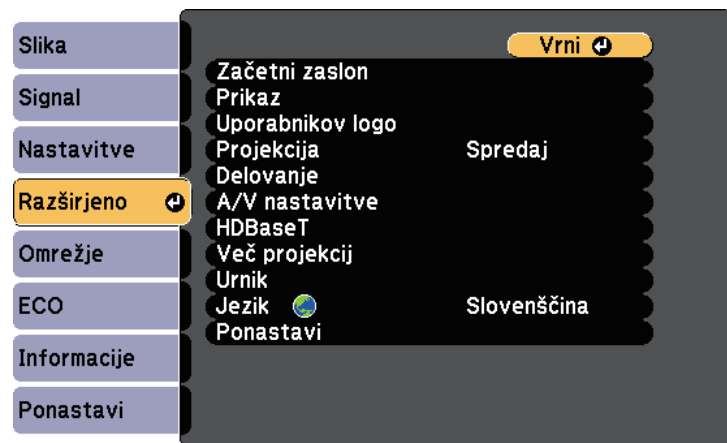 Slika
Signal
Nastavitve
Razširjeno
Omrežje
ECO
Informacije
Ponastavi
Vrni
Začetni zaslon
Prikaz
Uporabnikov logo
Projekcija Spredaj
Delovanje
A/V nastavitve
HDBaseT
Več projekcij
Urnik
Jezik Slovenščina
Ponastavi